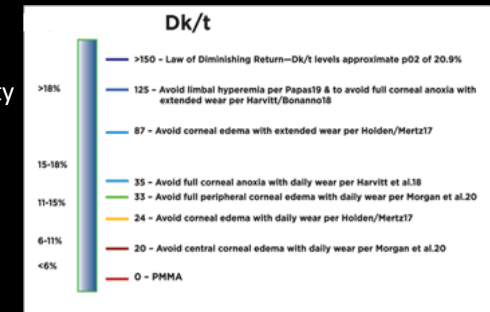 Dk/t
ty
>18%
15-18%
11-15%
6-11%
<6%
>150 – Law of Diminishing Return—Dk/t levels approximate p02 of 20.9%
125 – Avoid limbal hyperemia per Papas19 & to avoid full corneal anoxia with
extended wear per Harvitt/Bonanno18
87 – Avoid corneal edema with extended wear per Holden/Mertz17
35 – Avoid full corneal anoxia with daily wear per Harvitt et al.18
33 – Avoid full peripheral corneal edema with daily wear per Morgan et al.20
24 – Avoid corneal edema with daily wear per Holden/Mertz17
20 – Avoid central corneal edema with daily wear per Morgan et al.20
0 – PMMA